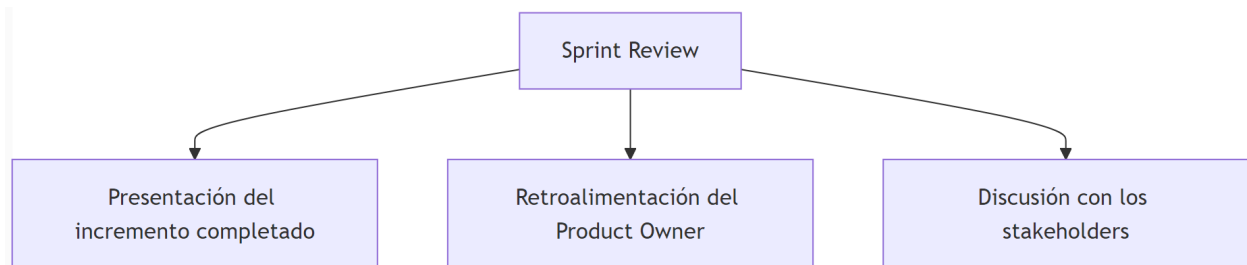 Sprint Review
Presentación del
incremento completado
Retroalimentación del
Product Owner
Discusión con los
stakeholders